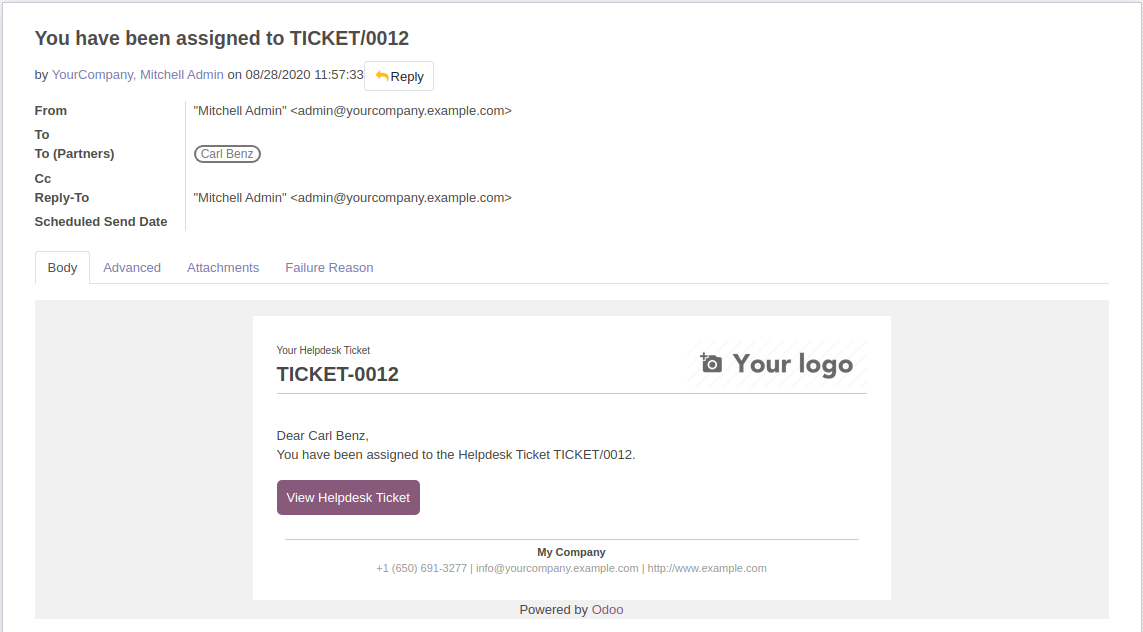 You have been assigned to TICKET/0012
by YourCompany, Mitchell Admin on 08/28/2020 11:57:33 Reply
From "Mitchell Admin" <admin@yourcompany.example.com>
To
To (Partners) Carl Benz
Cc
Reply-To "Mitchell Admin" <admin@yourcompany.example.com>
Scheduled Send Date
Body Advanced Attachments Failure Reason
Your Helpdesk Ticket
TICKET-0012
Your logo
Dear Carl Benz,
You have been assigned to the Helpdesk Ticket TICKET/0012.
View Helpdesk Ticket
My Company
+1 (650) 691-3277 | info@yourcompany.example.com | http://www.example.com
Powered by Odoo